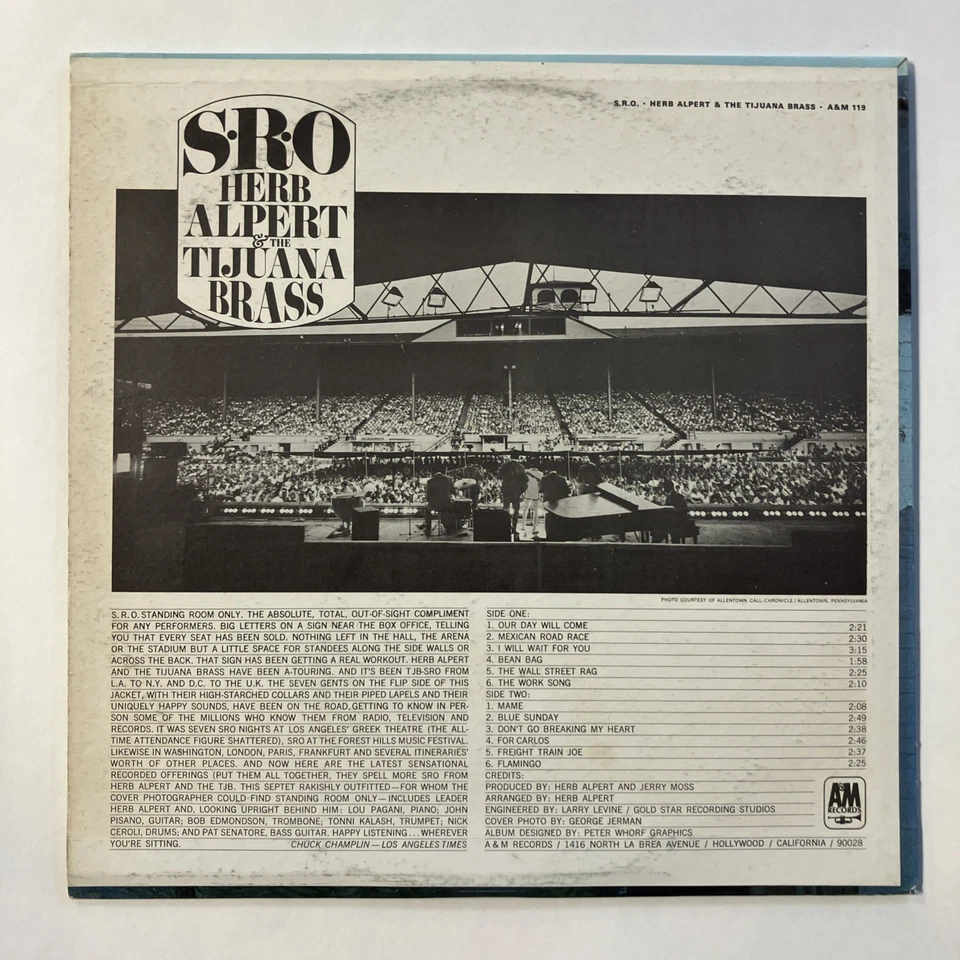 S.R.O. • HERB ALPERT & THE TIJUANA BRASS • A&M 119
S•R•O
HERB
ALPERT
& THE
TIJUANA
BRASS
PHOTO COURTESY OF ALLENTOWN CALL-CHRONICLE / ALLENTOWN, PENNSYLVANIA
S.R.O. STANDING ROOM ONLY. THE ABSOLUTE, TOTAL, OUT-OF-SIGHT COMPLIMENT
FOR ANY PERFORMERS. BIG LETTERS ON A SIGN NEAR THE BOX OFFICE, TELLING
YOU THAT EVERY SEAT HAS BEEN SOLD. NOTHING LEFT IN THE HALL, THE ARENA
OR THE STADIUM BUT A LITTLE SPACE FOR STANDEES ALONG THE SIDE WALLS OR
ACROSS THE BACK. THAT SIGN HAS BEEN GETTING A REAL WORKOUT. HERB ALPERT
AND THE TIJUANA BRASS HAVE BEEN A-TOURING. AND IT'S BEEN TJB-SRO FROM
L.A. TO N.Y. AND D.C. TO THE U.K. THE SEVEN GENTS ON THE FLIP SIDE OF THIS
JACKET, WITH THEIR HIGH-STARCHED COLLARS AND THEIR PIPED LAPELS AND THEIR
UNIQUELY HAPPY SOUNDS, HAVE BEEN ON THE ROAD, GETTING TO KNOW IN PER-
SON SOME OF THE MILLIONS WHO KNOW THEM FROM RADIO, TELEVISION AND
RECORDS. IT WAS SEVEN SRO NIGHTS AT LOS ANGELES' GREEK THEATRE (THE ALL-
TIME ATTENDANCE FIGURE SHATTERED), SRO AT THE FOREST HILLS MUSIC FESTIVAL.
LIKEWISE IN WASHINGTON, LONDON, PARIS, FRANKFURT AND SEVERAL ITINERARIES'
WORTH OF OTHER PLACES. AND NOW HERE ARE THE LATEST SENSATIONAL
RECORDED OFFERINGS (PUT THEM ALL TOGETHER, THEY SPELL MORE SRO FROM
HERB ALPERT AND THE TJB. THIS SEPTET RAKISHLY OUTFITTED—FOR WHOM THE
COVER PHOTOGRAPHER COULD FIND STANDING ROOM ONLY—INCLUDES LEADER
HERB ALPERT AND, LOOKING UPRIGHT BEHIND HIM: LOU PAGANI, PIANO, JOHN
PISANO, GUITAR; BOB EDMONDSON, TROMBONE; TONNI KALASH, TRUMPET; NICK
CEROLI, DRUMS; AND PAT SENATORE, BASS GUITAR. HAPPY LISTENING...WHEREVER
YOU'RE SITTING. CHUCK CHAMPLIN — LOS ANGELES TIMES
SIDE ONE:
1. OUR DAY WILL COME 2:21
2. MEXICAN ROAD RACE 2:30
3. I WILL WAIT FOR YOU 3:15
4. BEAN BAG 1:58
5. THE WALL STREET RAG 2:25
6. THE WORK SONG 2:10
SIDE TWO:
1. MAME 2:08
2. BLUE SUNDAY 2:49
3. DON'T GO BREAKING MY HEART 2:38
4. FOR CARLOS 2:46
5. FREIGHT TRAIN JOE 2:37
6. FLAMINGO 2:25
CREDITS:
PRODUCED BY: HERB ALPERT AND JERRY MOSS
ARRANGED BY: HERB ALPERT
ENGINEERED BY: LARRY LEVINE / GOLD STAR RECORDING STUDIOS
COVER PHOTO BY: GEORGE JERMAN
ALBUM DESIGNED BY: PETER WHORF GRAPHICS
A & M RECORDS / 1416 NORTH LA BREA AVENUE / HOLLYWOOD / CALIFORNIA / 90028
A&M
RECORDS